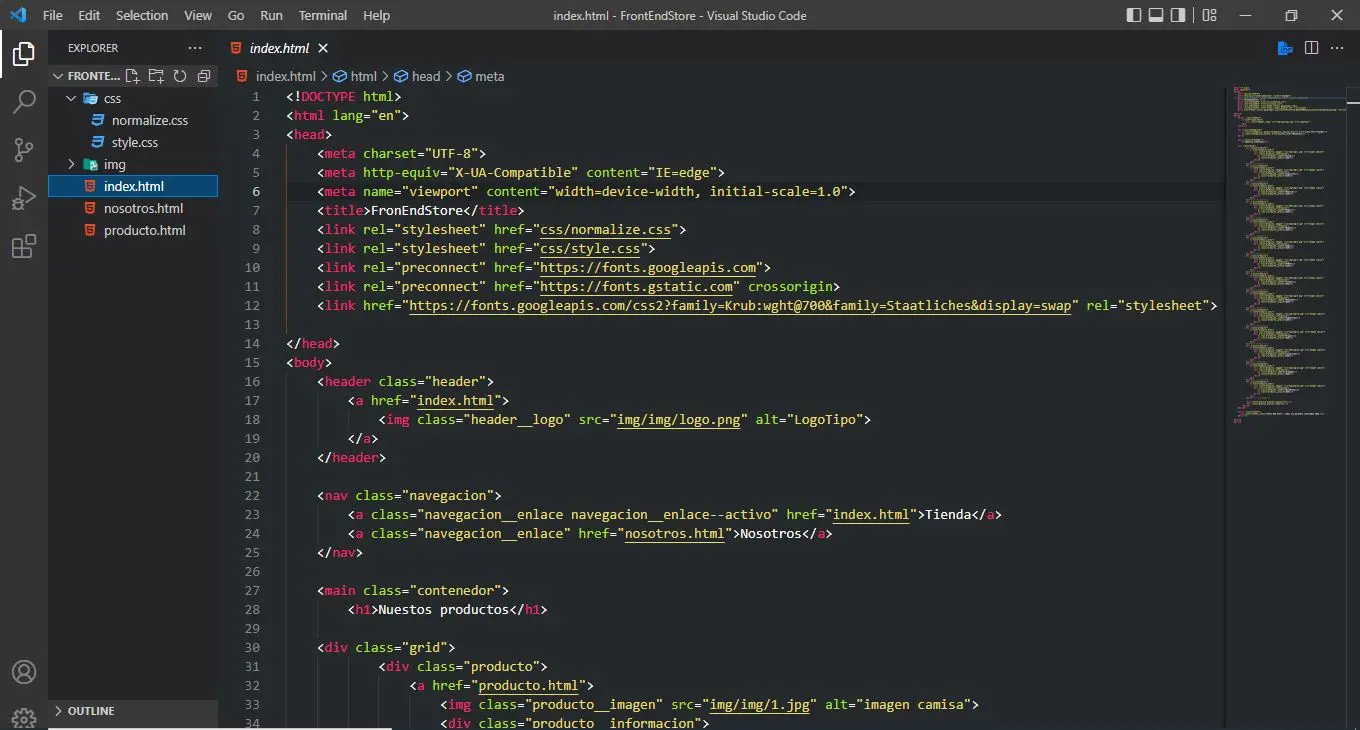 File Edit Selection View Go Run Terminal Help
index.html - FrontEndStore - Visual Studio Code
EXPLORER
FRONTE...
css
normalize.css
style.css
img
index.html
nosotros.html
producto.html
OUTLINE
index.html
index.html > html > head > meta
1 <!DOCTYPE html>
2 <html lang="en">
3 <head>
4 <meta charset="UTF-8">
5 <meta http-equiv="X-UA-Compatible" content="IE=edge">
6 <meta name="viewport" content="width=device-width, initial-scale=1.0">
7 <title>FronEndStore</title>
8 <link rel="stylesheet" href="css/normalize.css">
9 <link rel="stylesheet" href="css/style.css">
10 <link rel="preconnect" href="https://fonts.googleapis.com">
11 <link rel="preconnect" href="https://fonts.gstatic.com" crossorigin>
12 <link href="https://fonts.googleapis.com/css2?family=Krub:wght@700&family=Staatliches&display=swap" rel="stylesheet">
13
14 </head>
15 <body>
16 <header class="header">
17 <a href="index.html">
18 <img class="header__logo" src="img/img/logo.png" alt="LogoTipo">
19 </a>
20 </header>
21
22 <nav class="navegacion">
23 <a class="navegacion__enlace navegacion__enlace--activo" href="index.html">Tienda</a>
24 <a class="navegacion__enlace" href="nosotros.html">Nosotros</a>
25 </nav>
26
27 <main class="contenedor">
28 <h1>Nuestos productos</h1>
29
30 <div class="grid">
31 <div class="producto">
32 <a href="producto.html">
33 <img class="producto__imagen" src="img/img/1.jpg" alt="imagen camisa">
34 <div class="producto__informacion">